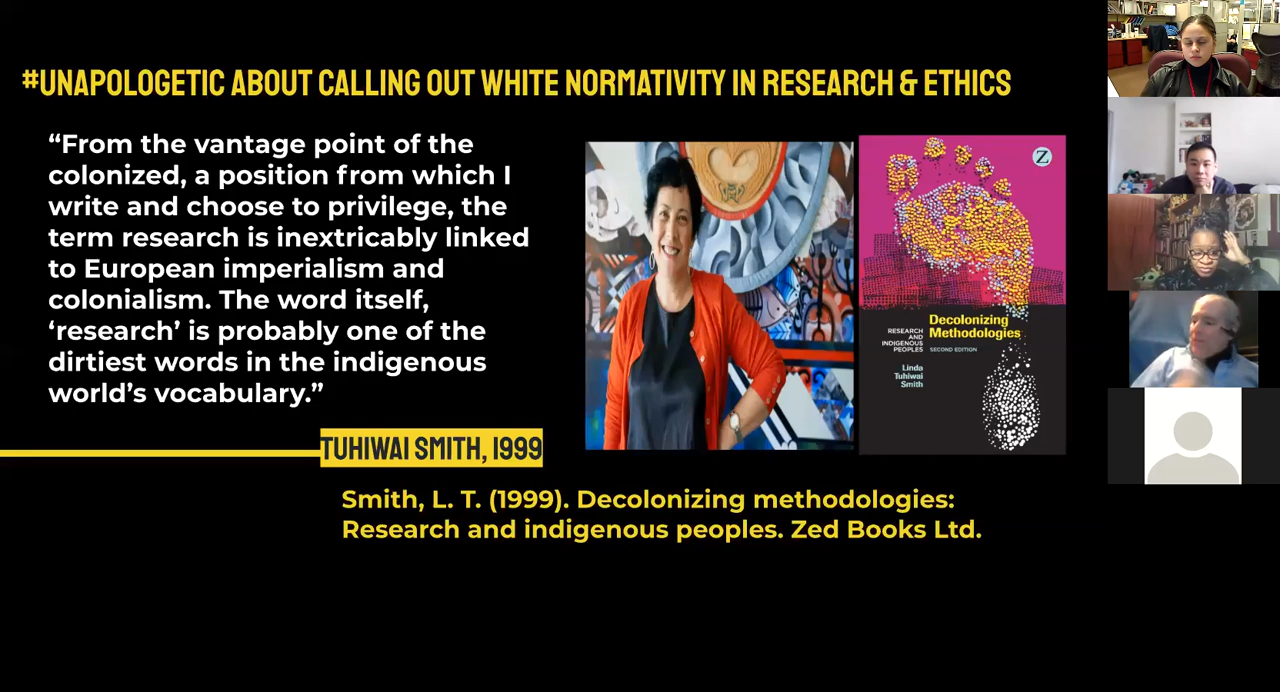 #UNAPOLOGETIC ABOUT CALLING OUT WHITE NORMATIVITY IN RESEARCH & ETHICS
“From the vantage point of the
colonized, a position from which I
write and choose to privilege, the
term research is inextricably linked
to European imperialism and
colonialism. The word itself,
‘research’ is probably one of the
dirtiest words in the indigenous
world’s vocabulary.”
TUHIWAI SMITH, 1999
Z
Decolonizing
Methodologies
RESEARCH
AND
INDIGENOUS
PEOPLES
SECOND EDITION
Linda
Tuhiwai
Smith
Smith, L. T. (1999). Decolonizing methodologies:
Research and indigenous peoples. Zed Books Ltd.